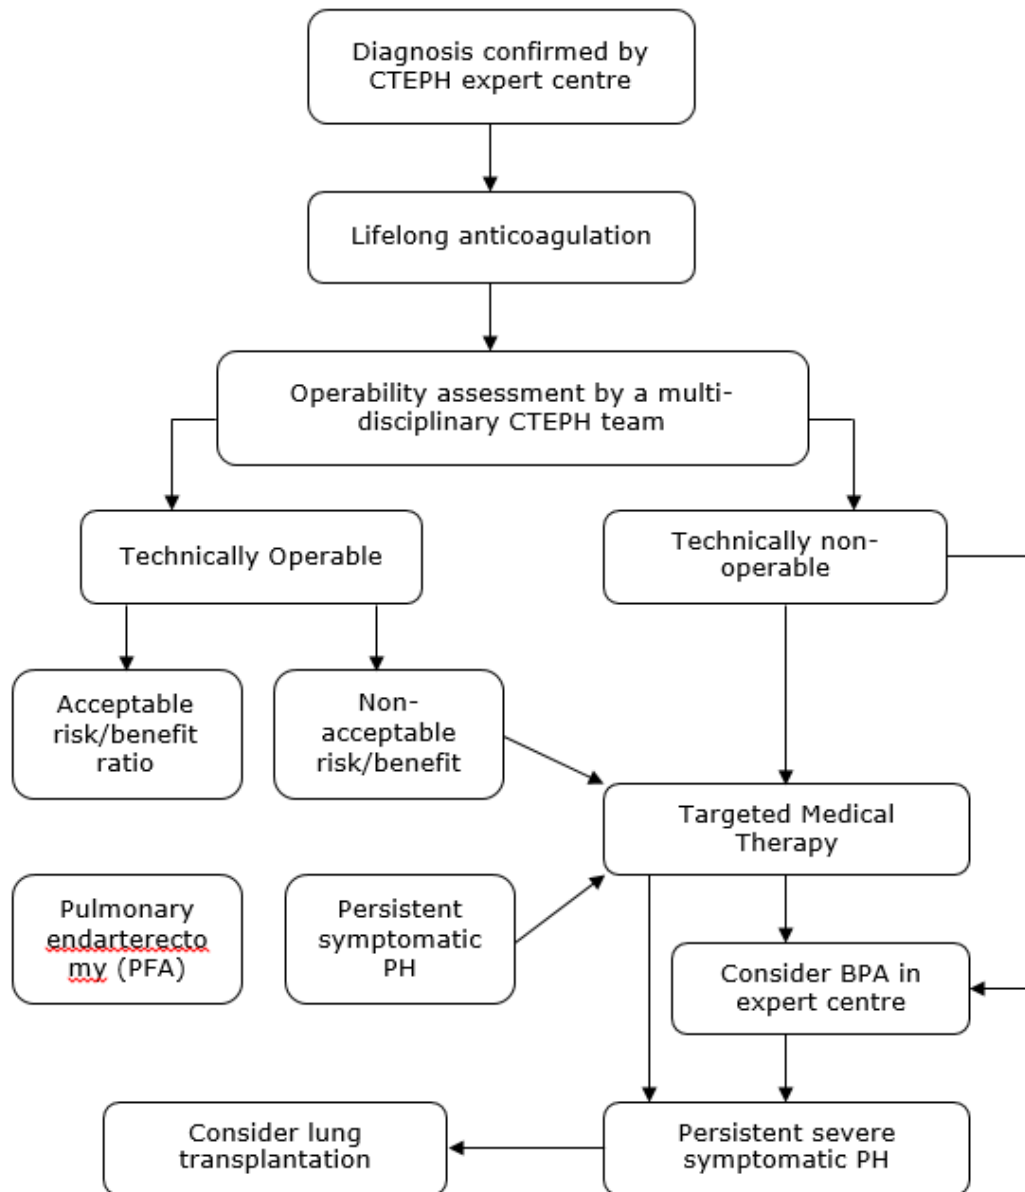 Diagnosis confirmed by
CTEPH expert centre
Lifelong anticoagulation
Operability assessment by a multi-
disciplinary CTEPH team
Technically Operable
Technically non-
operable
Acceptable
risk/benefit
ratio
Non-
acceptable
risk/benefit
Targeted Medical
Therapy
Pulmonary
endarterecto
my (PFA)
Persistent
symptomatic
PH
Consider BPA in
expert centre
Consider lung
transplantation
Persistent severe
symptomatic PH